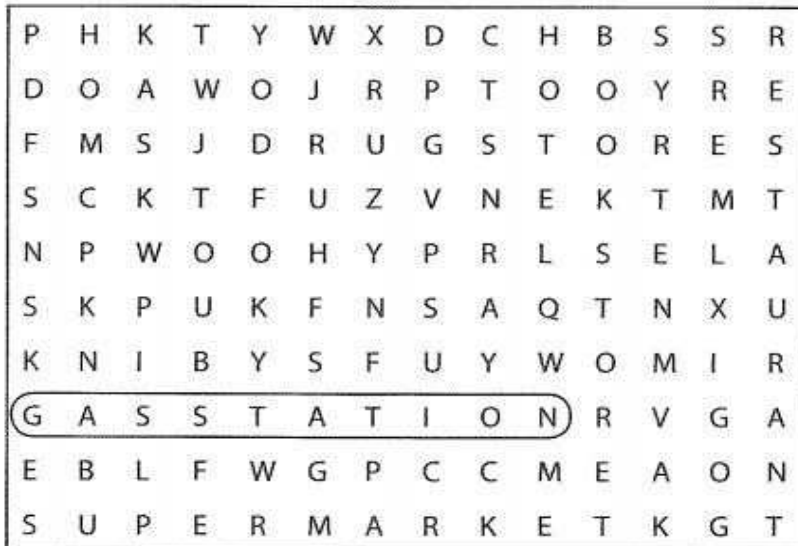 P H K T Y W X D C H B S S R
D O A W O J R P T O O Y R E
F M S J D R U G S T O R E S
S C K T F U Z V N E K T M T
N P W O O H Y P R L S E L A
S K P U K F N S A Q T N X U
K N I B Y S F U Y W O M I R
G A S S T A T I O N R V G A
E B L F W G P C C M E A O N
S U P E R M A R K E T K G T